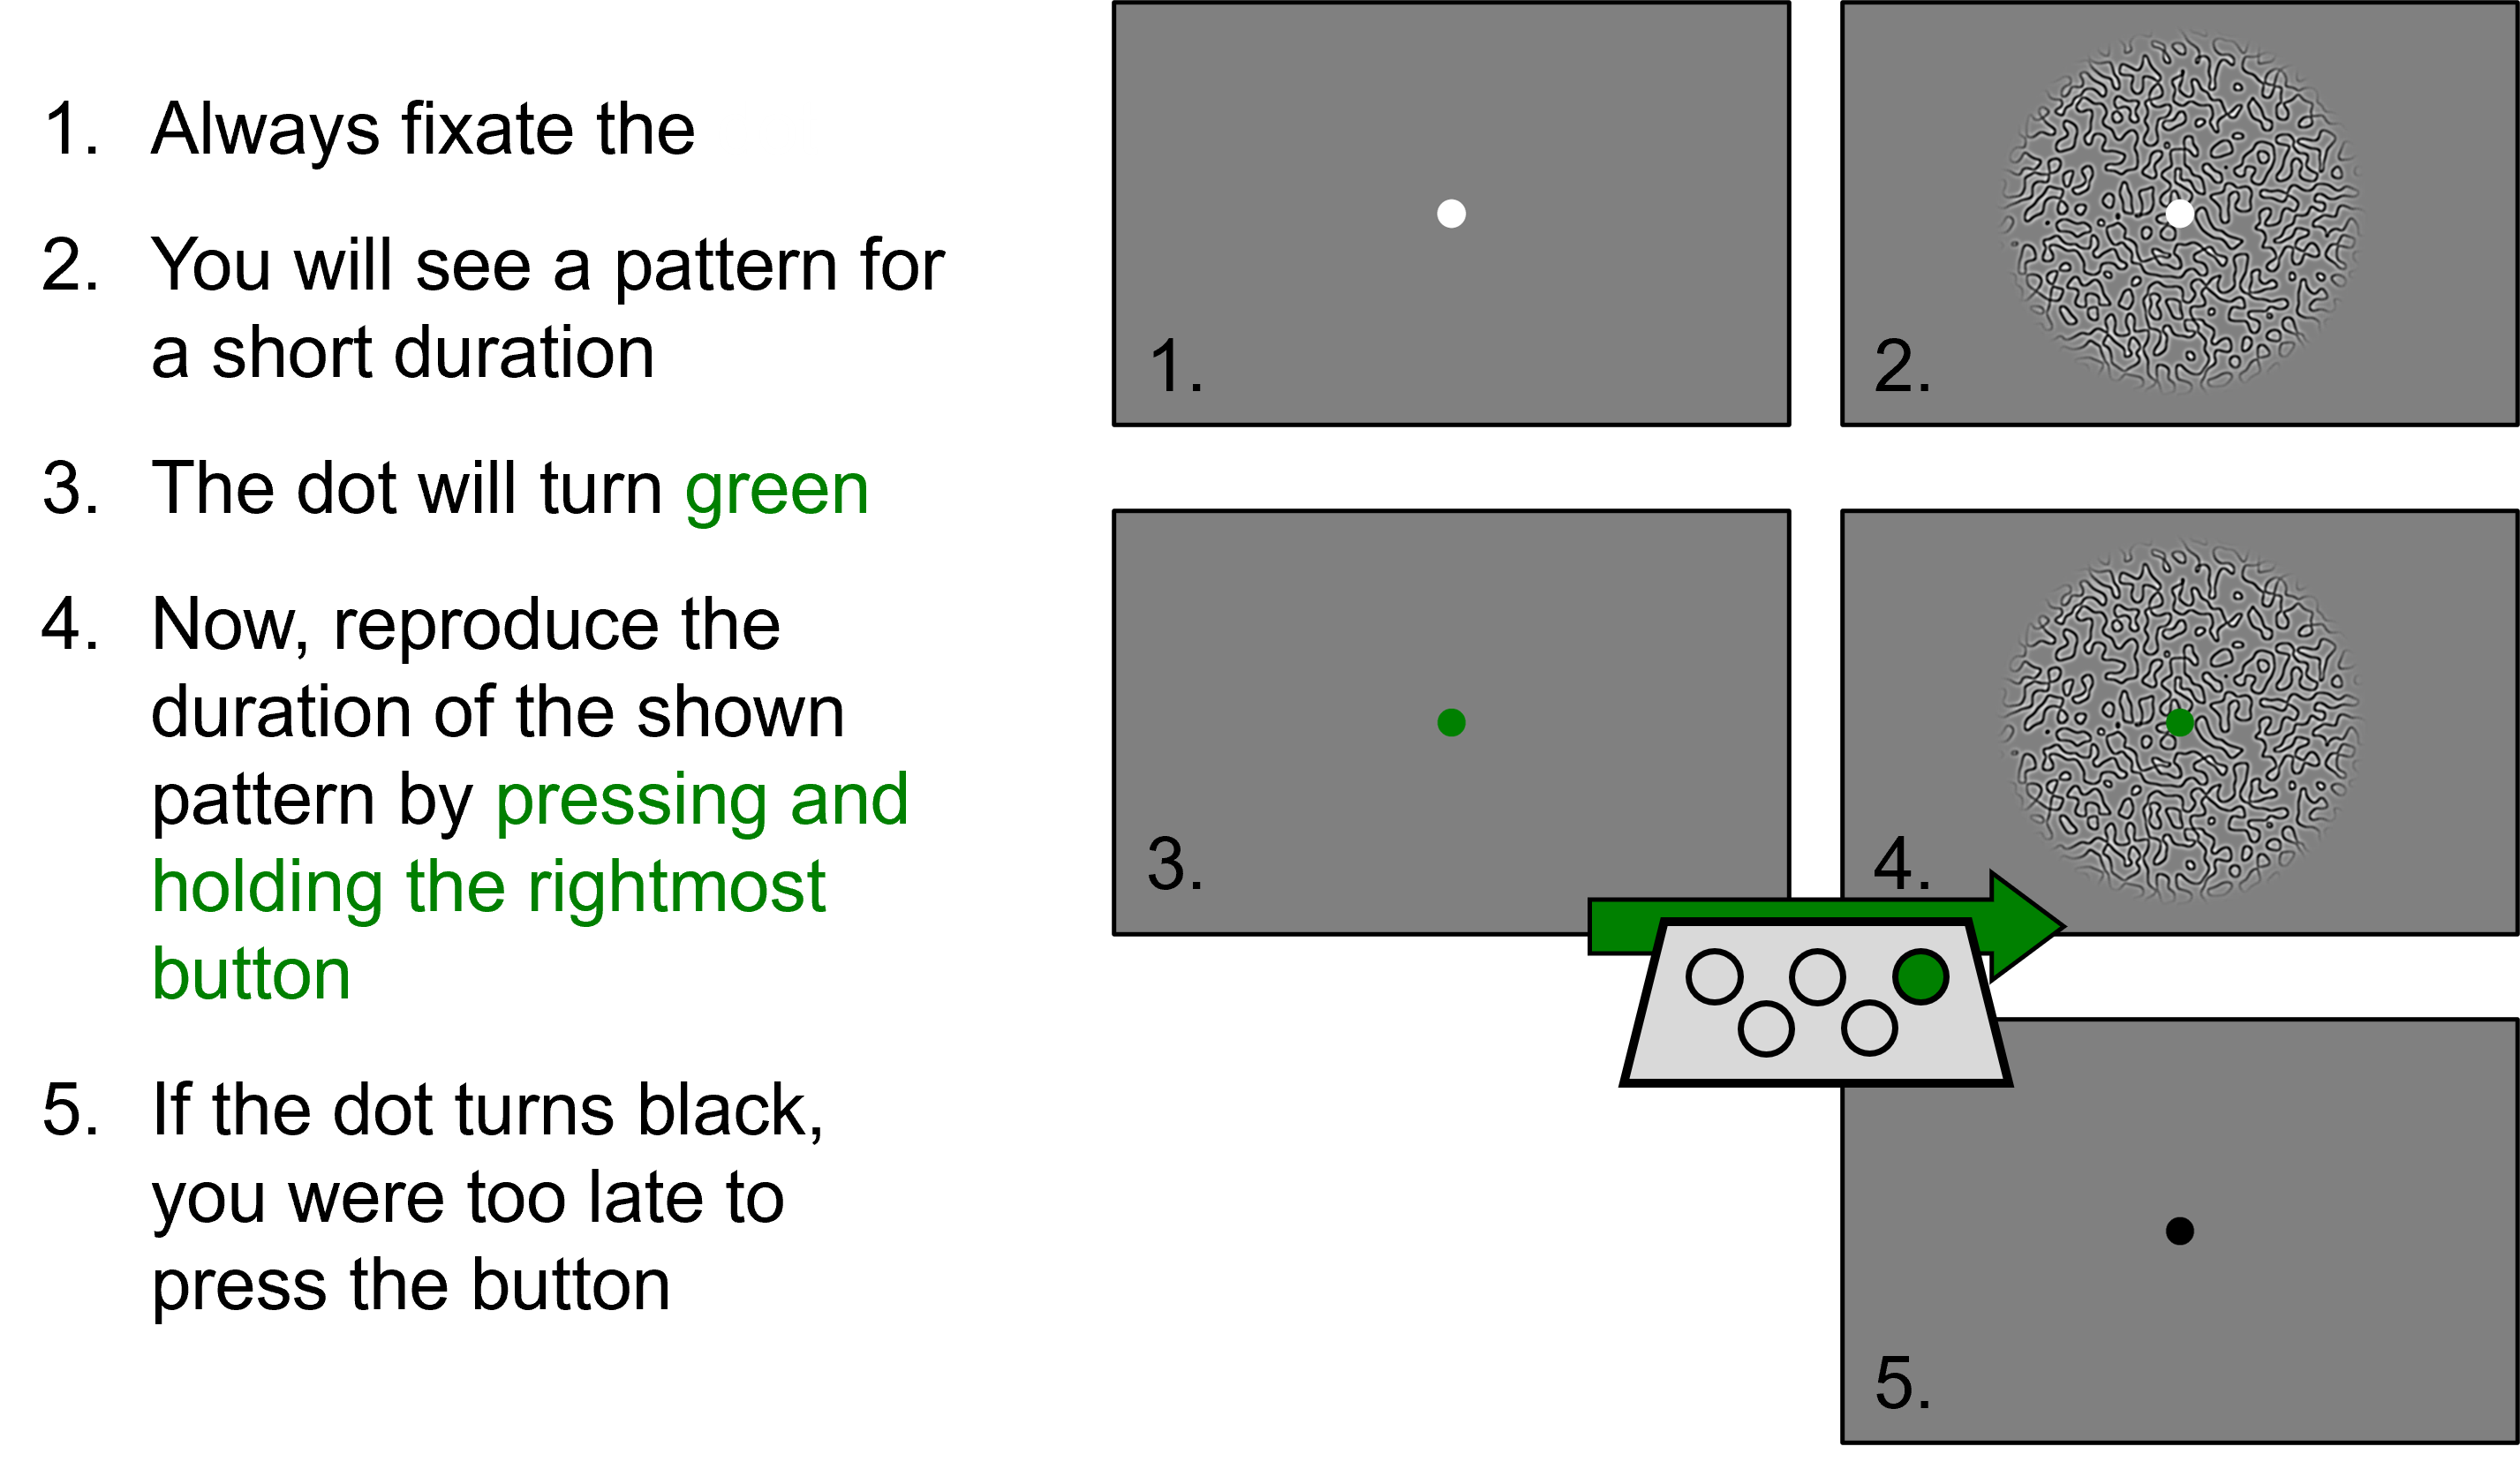 1. Always fixate the
2. You will see a pattern for
a short duration
3. The dot will turn green
4. Now, reproduce the
duration of the shown
pattern by pressing and
holding the rightmost
button
5. If the dot turns black,
you were too late to
press the button
1.
2.
3.
4.
5.